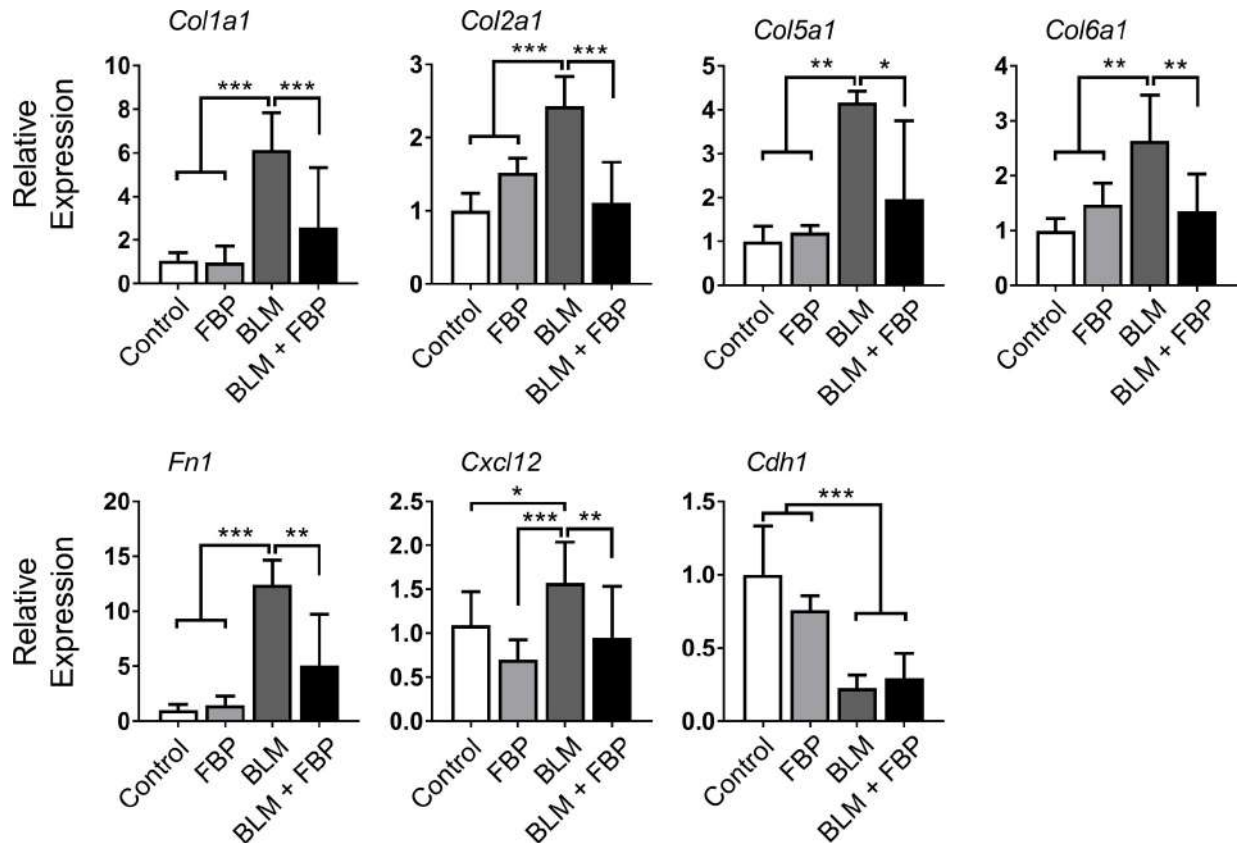 Col1a1
Relative
Expression
10
8
6
4
2
0
***
***
Control
FBP
BLM
BLM + FBP
Col2a1
3
2
1
0
***
***
Control
FBP
BLM
BLM + FBP
Col5a1
5
4
3
2
1
0
**
*
Control
FBP
BLM
BLM + FBP
Col6a1
4
3
2
1
0
**
**
Control
FBP
BLM
BLM + FBP
Fn1
Relative
Expression
20
15
10
5
0
***
**
Control
FBP
BLM
BLM + FBP
Cxcl12
2.5
2.0
1.5
1.0
0.5
0.0
*
***
**
Control
FBP
BLM
BLM + FBP
Cdh1
1.5
1.0
0.5
0.0
***
Control
FBP
BLM
BLM + FBP